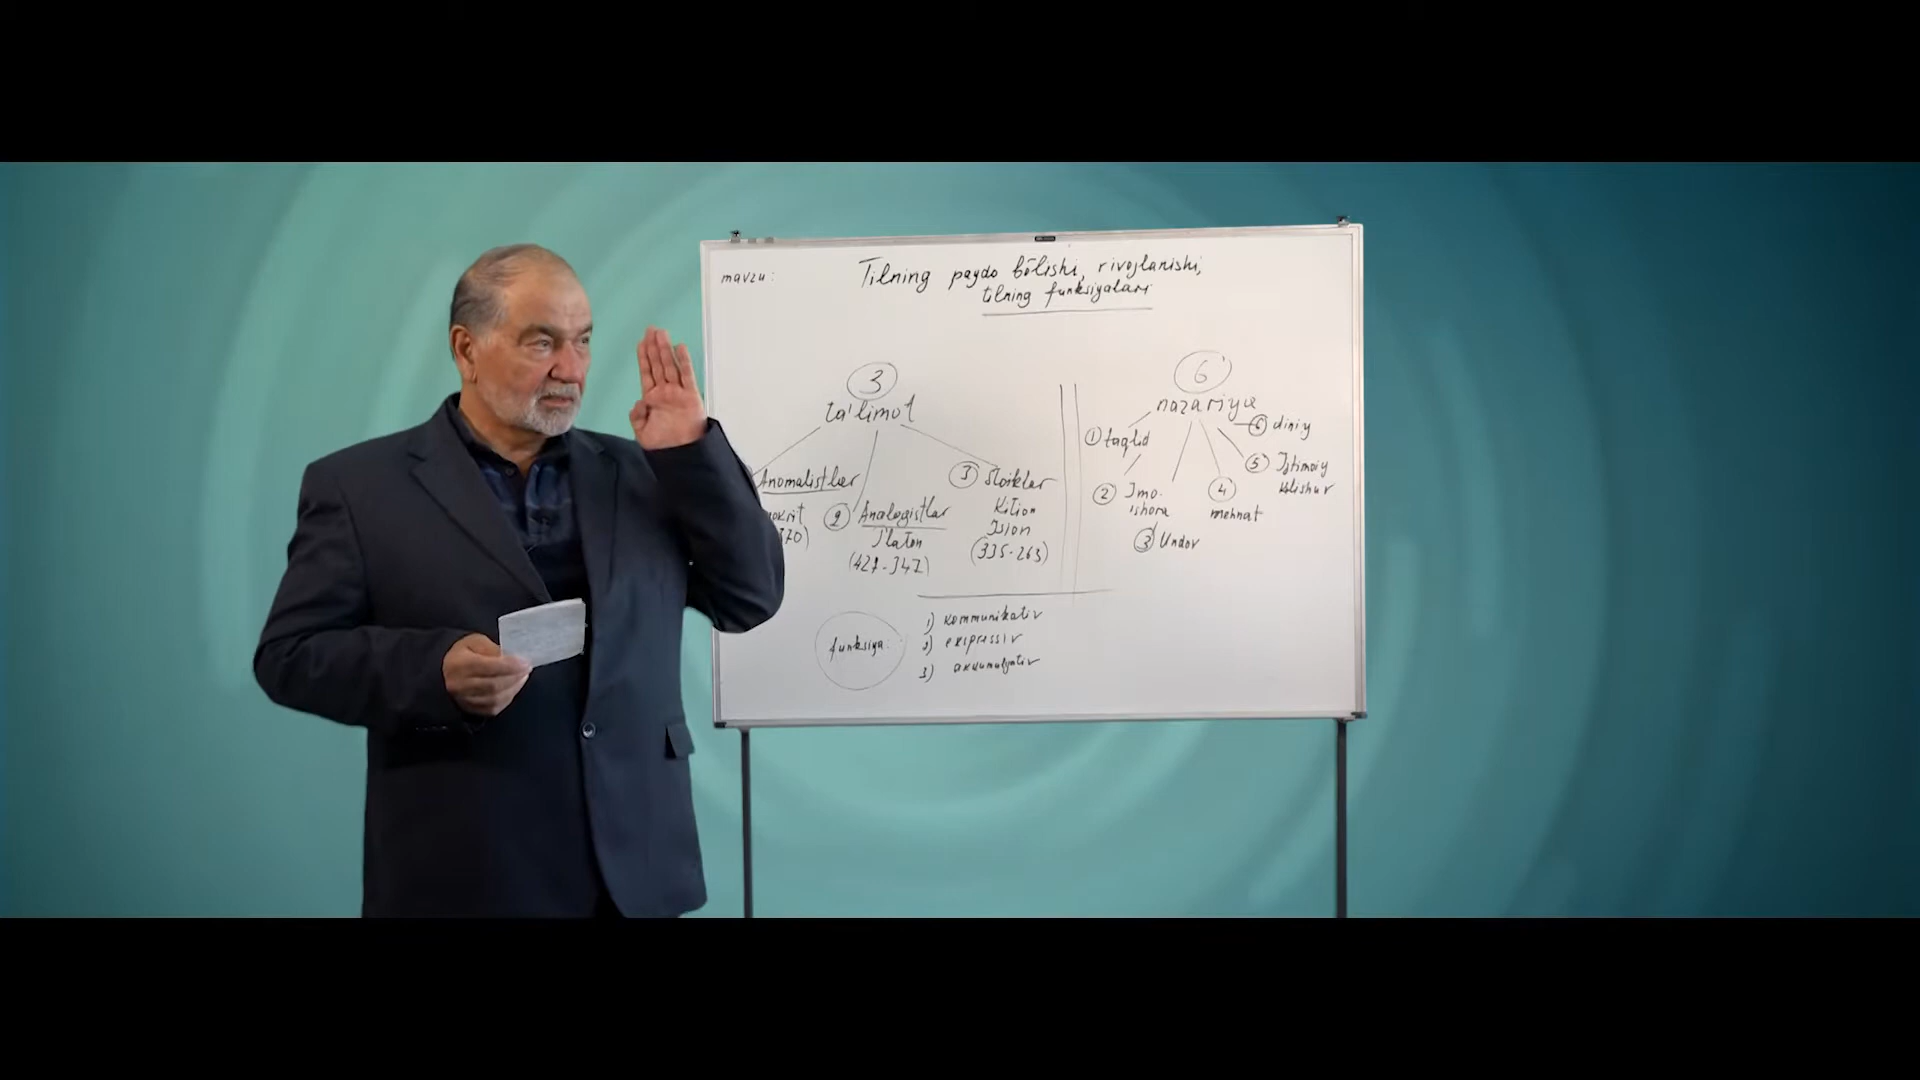 mavzu: Tilning paydo bo‘lishi, rivojlanishi,
tilning funksiyalari
3
ta'limot
Anomalistlar
2 Analogistlar
Platon
(427-347)
3 Stoiklar
Kition
(335-263)
6
nazariya
1 taqlid
2 Imo-
ishora
3 Undov
4
mehnat
5 Ijtimoiy
kelishuv
6 diniy
funksiya:
1) kommunikativ
2) ekspressiv
3) akkumulyativ